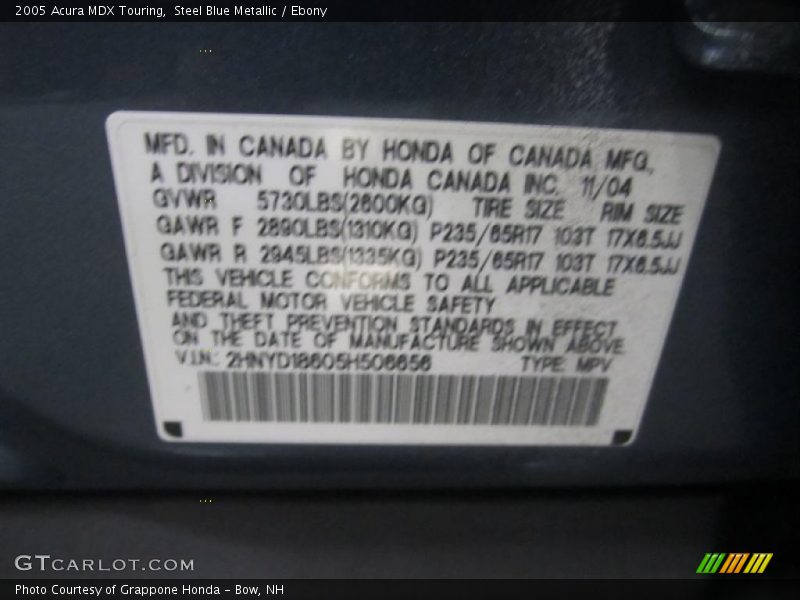 2005 Acura MDX Touring, Steel Blue Metallic / Ebony
MFD. IN CANADA BY HONDA OF CANADA MFG.,
A DIVISION OF HONDA CANADA INC. 11/04
GVWR 5730LBS(2600KG) TIRE SIZE RIM SIZE
GAWR F 2890LBS(1310KG) P235/65R17 103T 17X6.5JJ
GAWR R 2945LBS(1335KG) P235/65R17 103T 17X6.5JJ
THIS VEHICLE CONFORMS TO ALL APPLICABLE
FEDERAL MOTOR VEHICLE SAFETY
AND THEFT PREVENTION STANDARDS IN EFFECT
ON THE DATE OF MANUFACTURE SHOWN ABOVE
V.I.N.: 2HNYD18605H506656 TYPE: MPV
GTCARLOT.COM
Photo Courtesy of Grappone Honda - Bow, NH